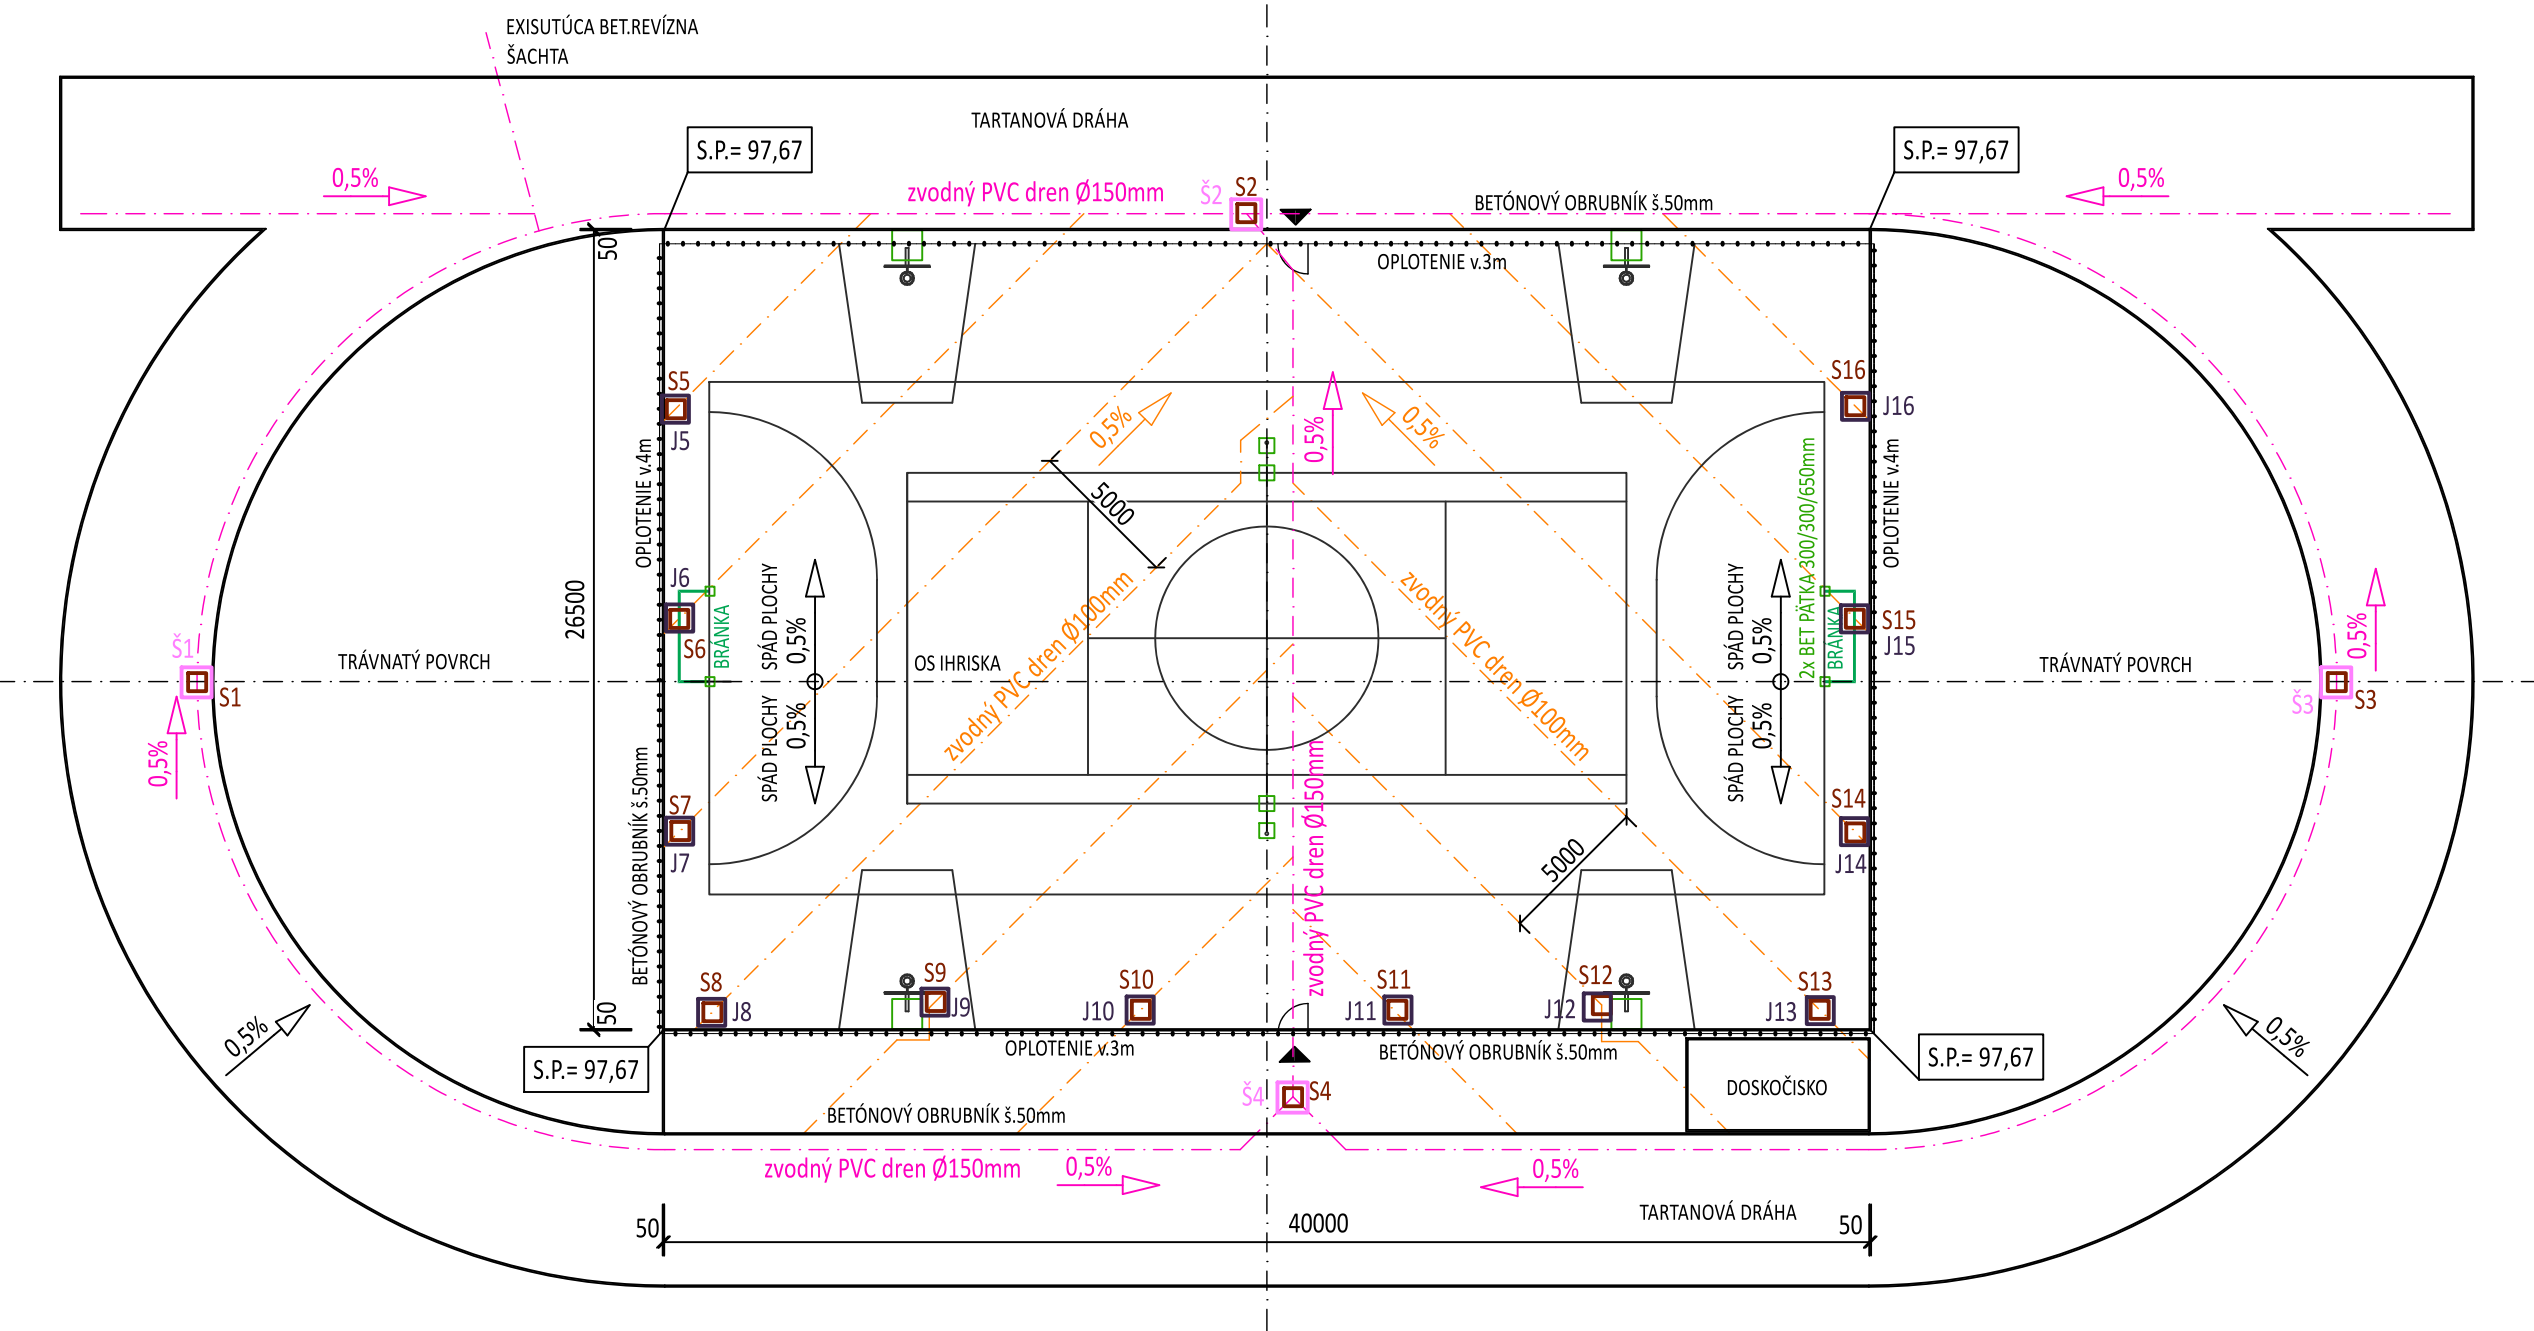 EXISUTÚCA BET.REVÍZNA
ŠACHTA
TARTANOVÁ DRÁHA
S.P.= 97,67
S.P.= 97,67
0,5%
zvodný PVC dren Ø150mm
Š2
S2
BETÓNOVÝ OBRUBNÍK š.50mm
0,5%
50
OPLOTENIE v.3m
S5
J5
0,5%
0,5%
0,5%
S16
J16
OPLOTENIE v.4m
5000
2x BET PÄTKA 300/300/650mm
OPLOTENIE v.4m
26500
J6
S6
BRÁNKA
SPÁD PLOCHY
0,5%
zvodný PVC dren Ø100mm
zvodný PVC dren Ø100mm
SPÁD PLOCHY
0,5%
BRÁNKA
S15
J15
0,5%
Š1
S1
TRÁVNATÝ POVRCH
OS IHRISKA
TRÁVNATÝ POVRCH
Š3
S3
0,5%
SPÁD PLOCHY
0,5%
SPÁD PLOCHY
0,5%
S7
J7
BETÓNOVÝ OBRUBNÍK š.50mm
zvodný PVC dren Ø150mm
5000
S14
J14
S8
J8
S9
J9
S10
J10
S11
J11
S12
J12
S13
J13
50
0,5%
0,5%
S.P.= 97,67
OPLOTENIE v.3m
BETÓNOVÝ OBRUBNÍK š.50mm
S.P.= 97,67
Š4
S4
DOSKOČISKO
BETÓNOVÝ OBRUBNÍK š.50mm
zvodný PVC dren Ø150mm
0,5%
0,5%
50
40000
TARTANOVÁ DRÁHA
50